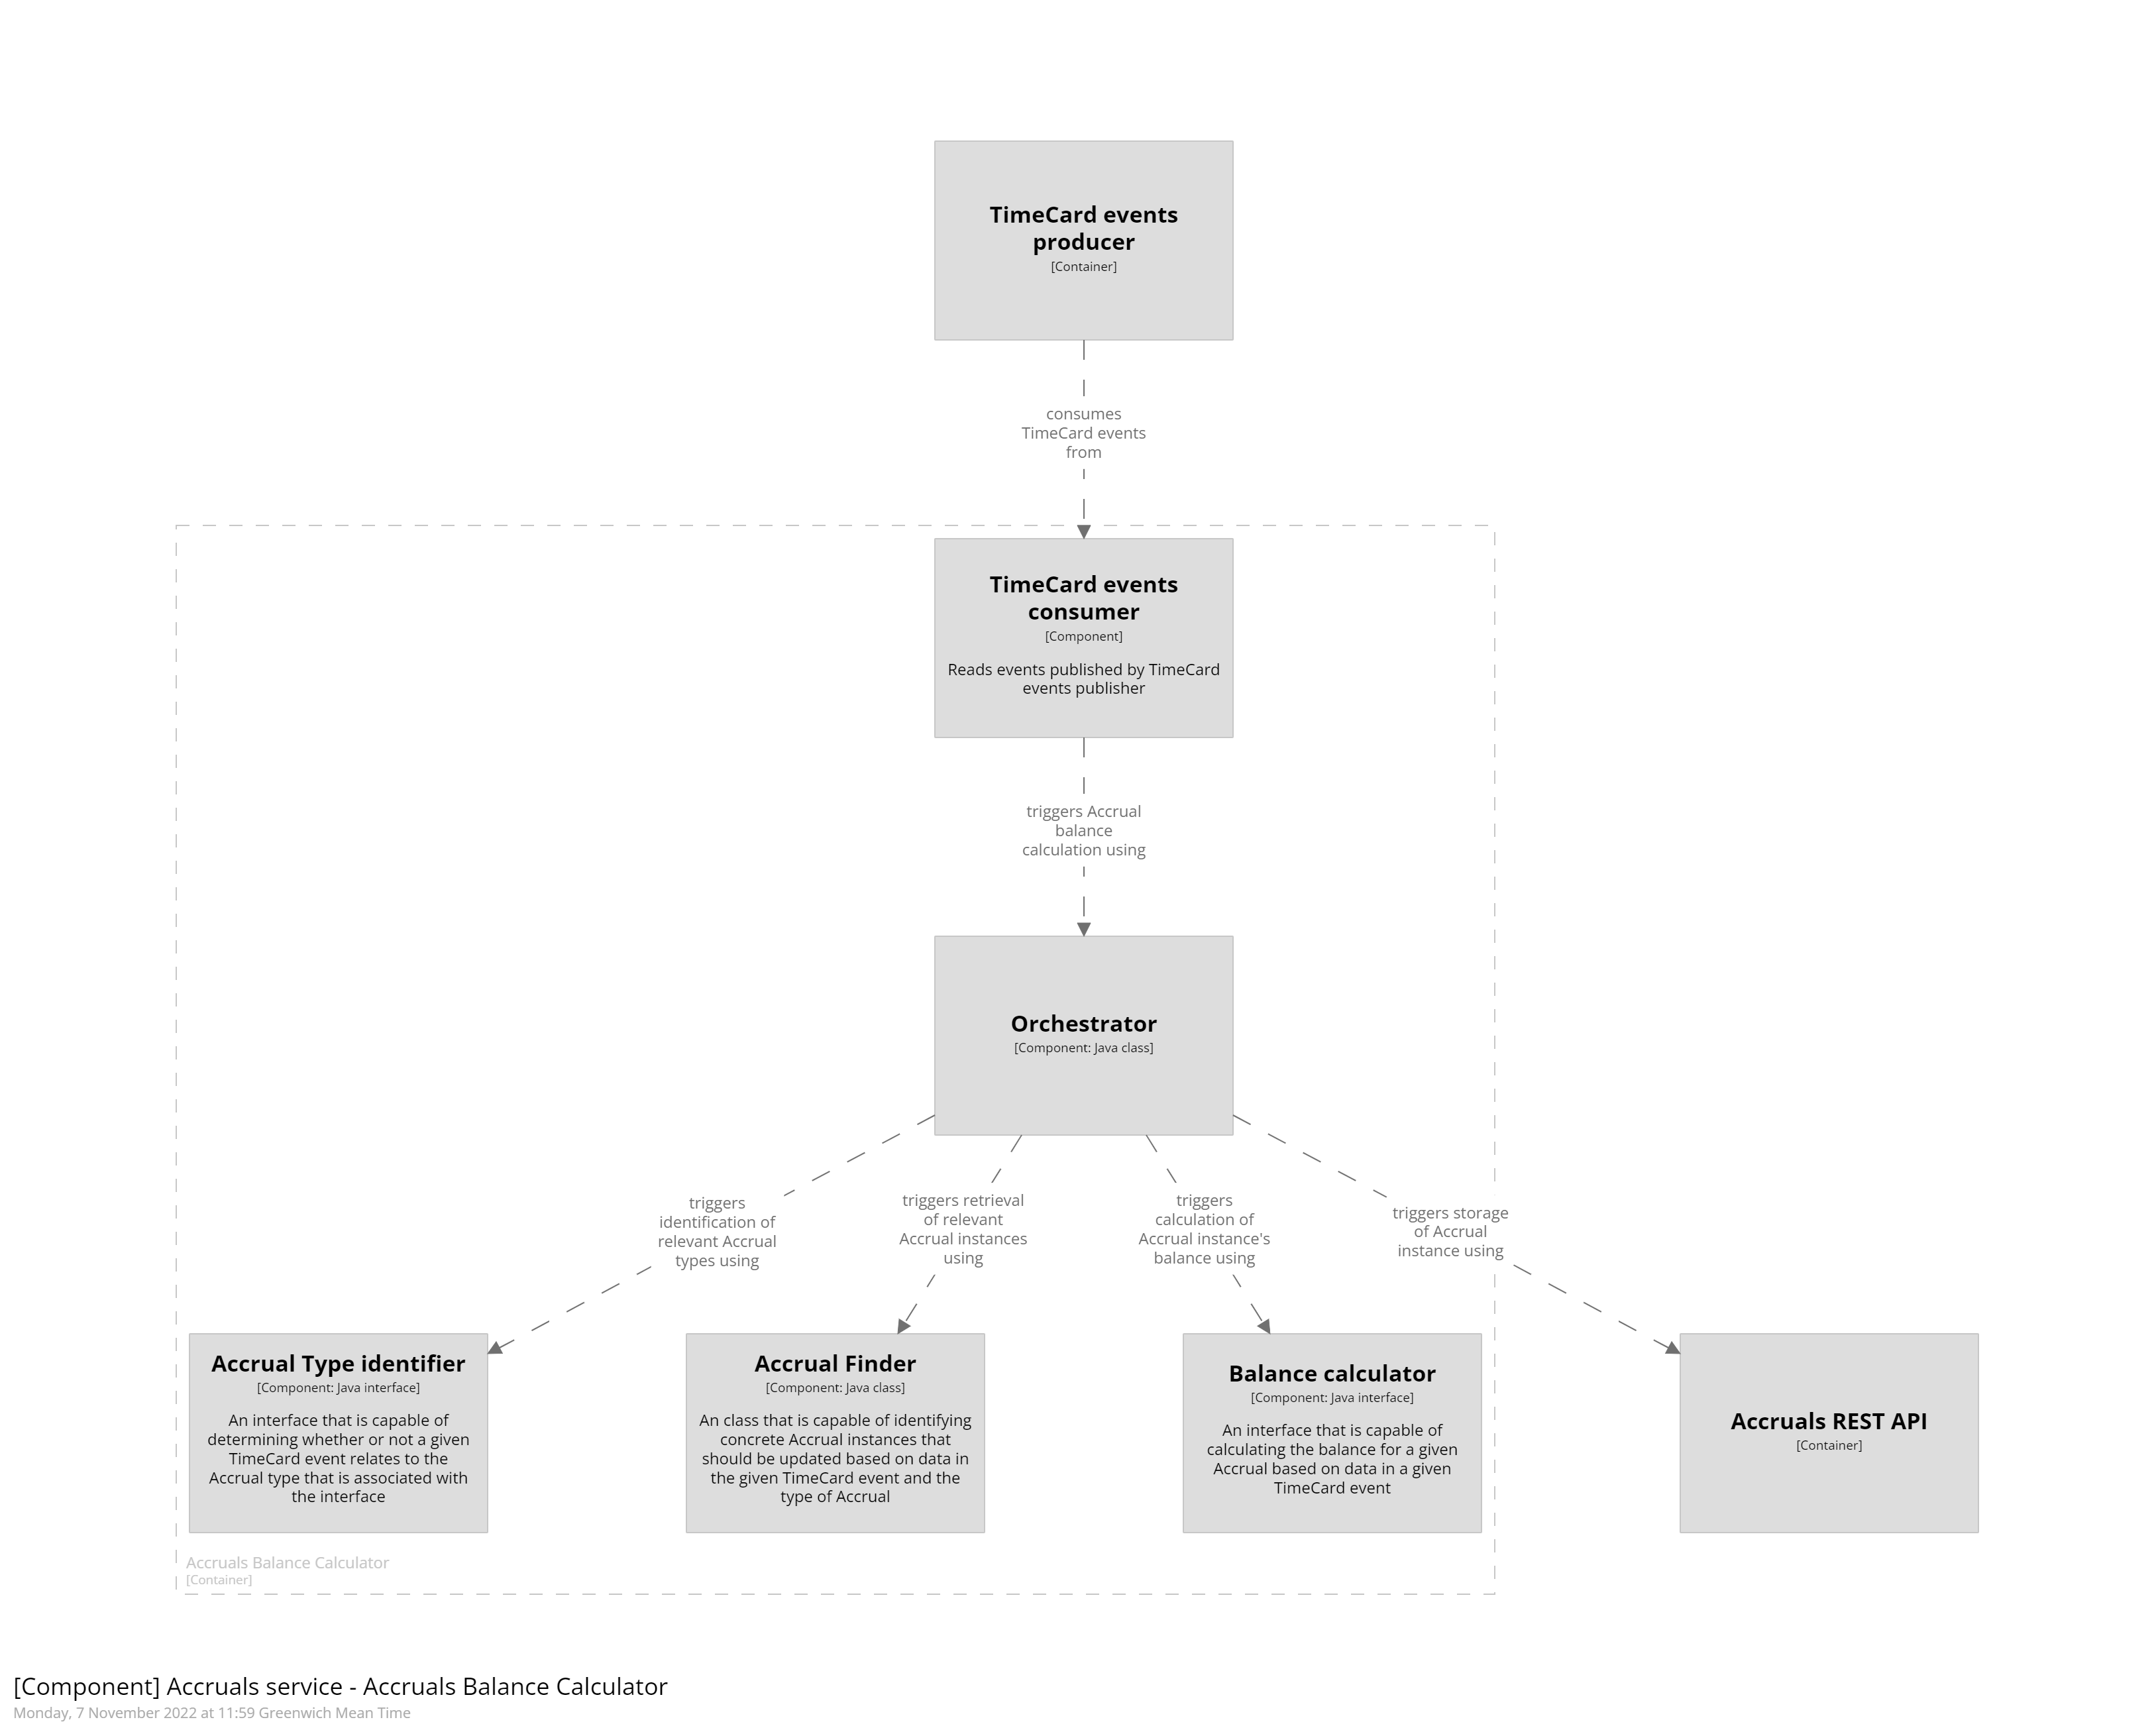 TimeCard events
producer
[Container]
consumes
TimeCard events
from
TimeCard events
consumer
[Component]
Reads events published by TimeCard
events publisher
triggers Accrual
balance
calculation using
Orchestrator
[Component: Java class]
triggers
identification of
relevant Accrual
types using
triggers retrieval
of relevant
Accrual instances
using
triggers
calculation of
Accrual instance's
balance using
triggers storage
of Accrual
instance using
Accrual Type identifier
[Component: Java interface]
An interface that is capable of
determining whether or not a given
TimeCard event relates to the
Accrual type that is associated with
the interface
Accrual Finder
[Component: Java class]
An class that is capable of identifying
concrete Accrual instances that
should be updated based on data in
the given TimeCard event and the
type of Accrual
Balance calculator
[Component: Java interface]
An interface that is capable of
calculating the balance for a given
Accrual based on data in a given
TimeCard event
Accruals REST API
[Container]
Accruals Balance Calculator
[Container]
[Component] Accruals service - Accruals Balance Calculator
Monday, 7 November 2022 at 11:59 Greenwich Mean Time